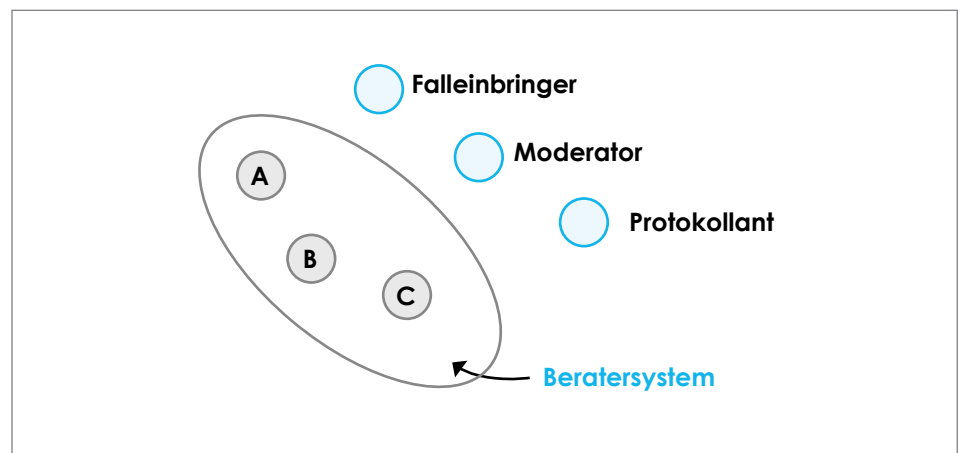 Falleinbringer
Moderator
A
Protokollant
B
C
Beratersystem